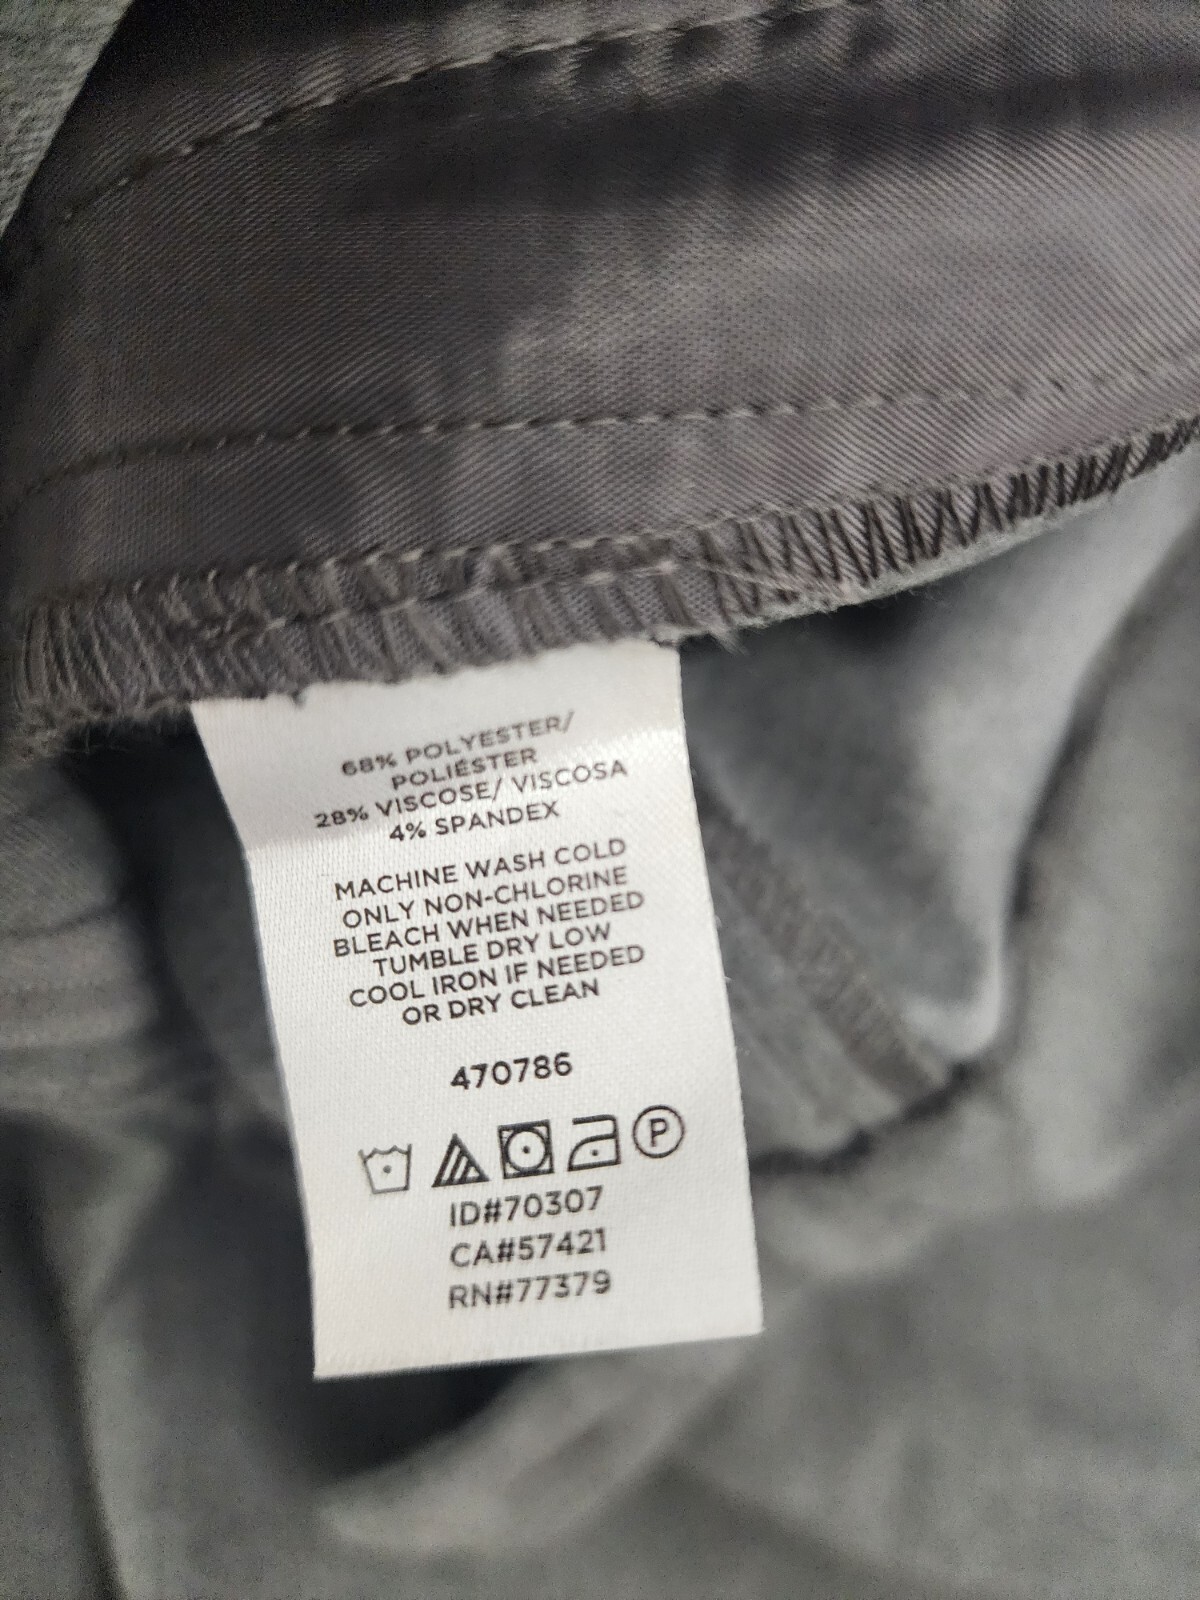 68% POLYESTER/
POLIÉSTER
28% VISCOSE/ VISCOSA
4% SPANDEX
MACHINE WASH COLD
ONLY NON-CHLORINE
BLEACH WHEN NEEDED
TUMBLE DRY LOW
COOL IRON IF NEEDED
OR DRY CLEAN
470786
P
ID#70307
CA#57421
RN#77379